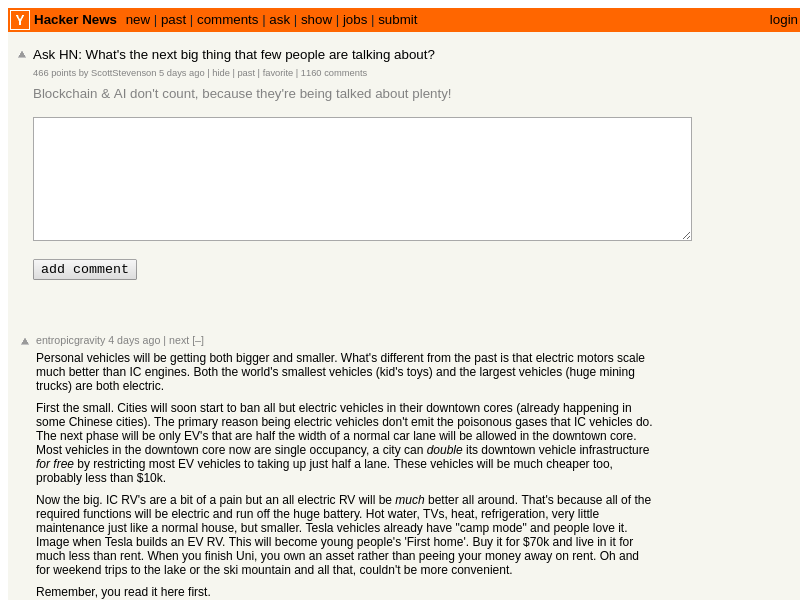 Y Hacker News new | past | comments | ask | show | jobs | submit login
Ask HN: What's the next big thing that few people are talking about?
466 points by ScottStevenson 5 days ago | hide | past | favorite | 1160 comments
Blockchain & AI don't count, because they're being talked about plenty!
add comment
entropicgravity 4 days ago | next [–]
Personal vehicles will be getting both bigger and smaller. What's different from the past is that electric motors scale
much better than IC engines. Both the world's smallest vehicles (kid's toys) and the largest vehicles (huge mining
trucks) are both electric.
First the small. Cities will soon start to ban all but electric vehicles in their downtown cores (already happening in
some Chinese cities). The primary reason being electric vehicles don't emit the poisonous gases that IC vehicles do.
The next phase will be only EV's that are half the width of a normal car lane will be allowed in the downtown core.
Most vehicles in the downtown core now are single occupancy, a city can double its downtown vehicle infrastructure
for free by restricting most EV vehicles to taking up just half a lane. These vehicles will be much cheaper too,
probably less than $10k.
Now the big. IC RV's are a bit of a pain but an all electric RV will be much better all around. That's because all of the
required functions will be electric and run off the huge battery. Hot water, TVs, heat, refrigeration, very little
maintenance just like a normal house, but smaller. Tesla vehicles already have "camp mode" and people love it.
Image when Tesla builds an EV RV. This will become young people's 'First home'. Buy it for $70k and live in it for
much less than rent. When you finish Uni, you own an asset rather than peeing your money away on rent. Oh and
for weekend trips to the lake or the ski mountain and all that, couldn't be more convenient.
Remember, you read it here first.